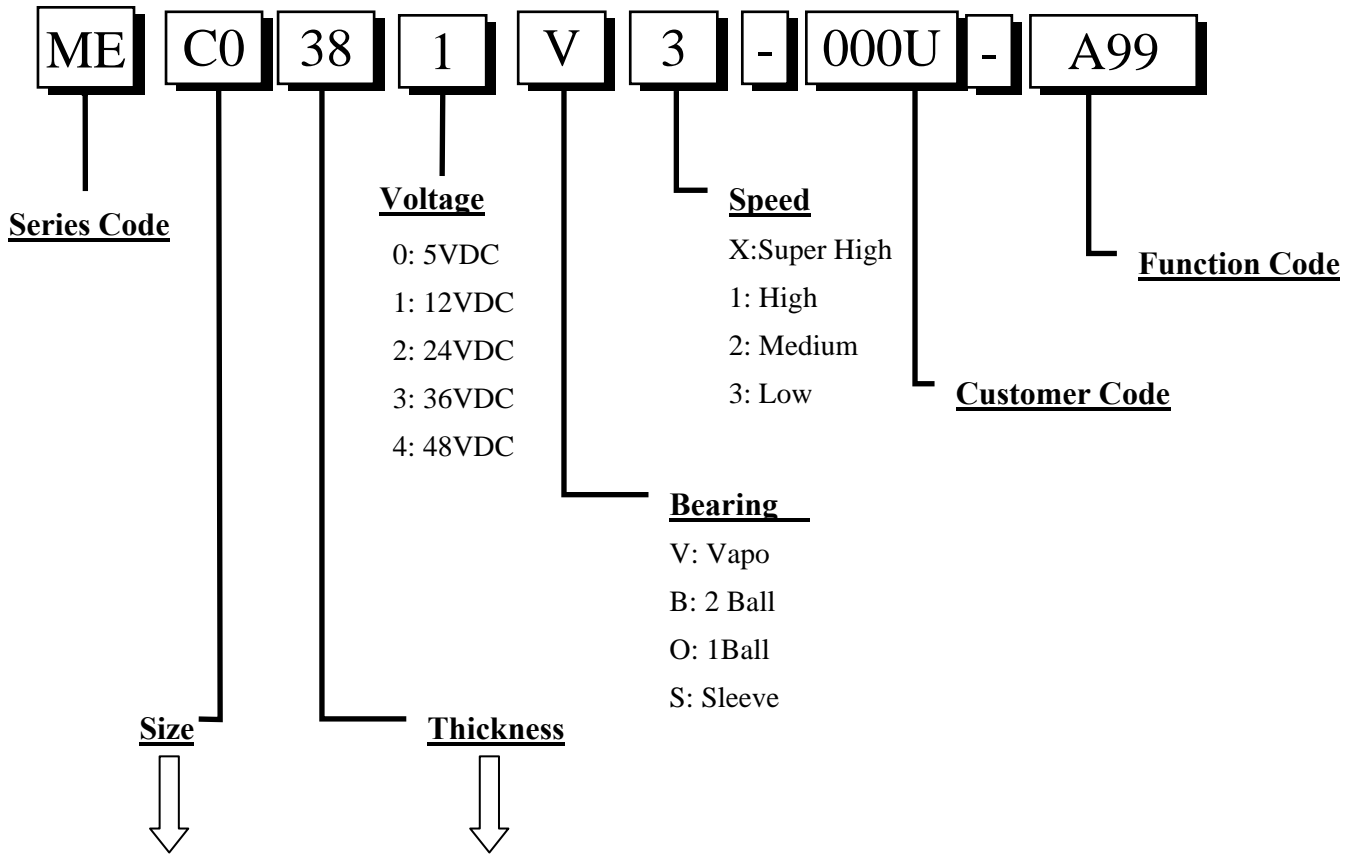 ME C0 38 1 V 3 - 000U - A99
Series Code
Voltage
0: 5VDC
1: 12VDC
2: 24VDC
3: 36VDC
4: 48VDC
Speed
X:Super High
1: High
2: Medium
3: Low
Function Code
Customer Code
Bearing
V: Vapo
B: 2 Ball
O: 1Ball
S: Sleeve
Size
Thickness